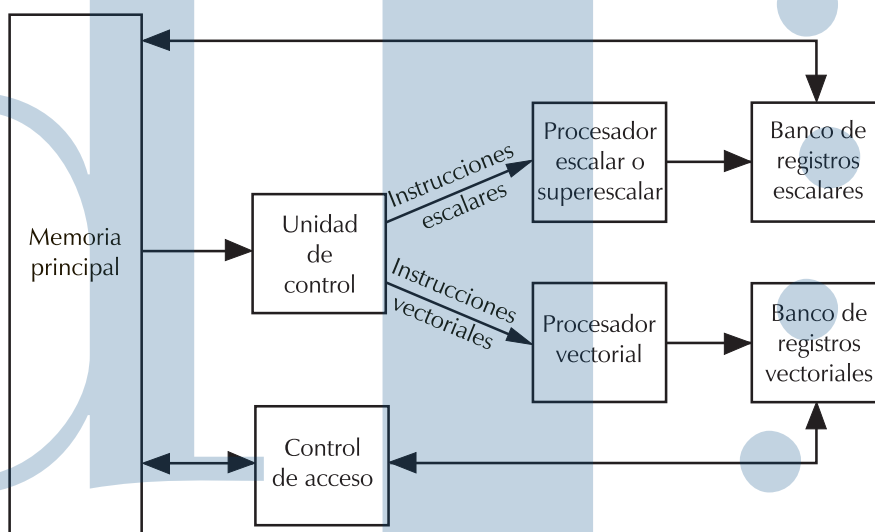 Memoria
principal
Unidad
de
control
Instrucciones
escalares
Instrucciones
vectoriales
Procesador
escalar o
superescalar
Banco de
registros
escalares
Procesador
vectorial
Banco de
registros
vectoriales
Control
de acceso